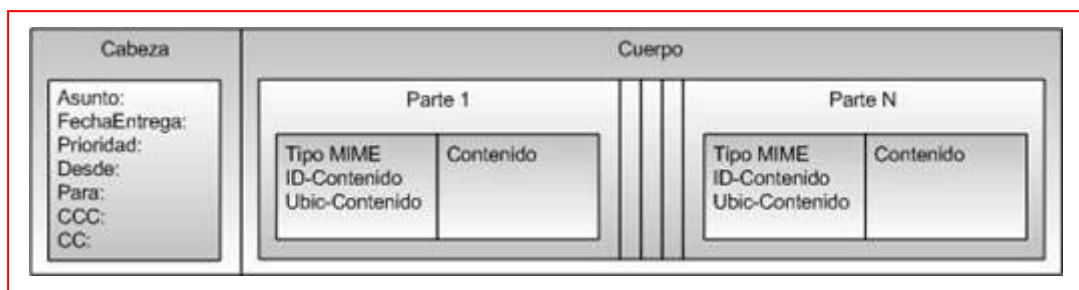 Cabeza
Asunto:
FechaEntrega:
Prioridad:
Desde:
Para:
CCC:
CC:
Cuerpo
Parte 1
Tipo MIME
ID-Contenido
Ubic-Contenido
Contenido
Parte N
Tipo MIME
ID-Contenido
Ubic-Contenido
Contenido